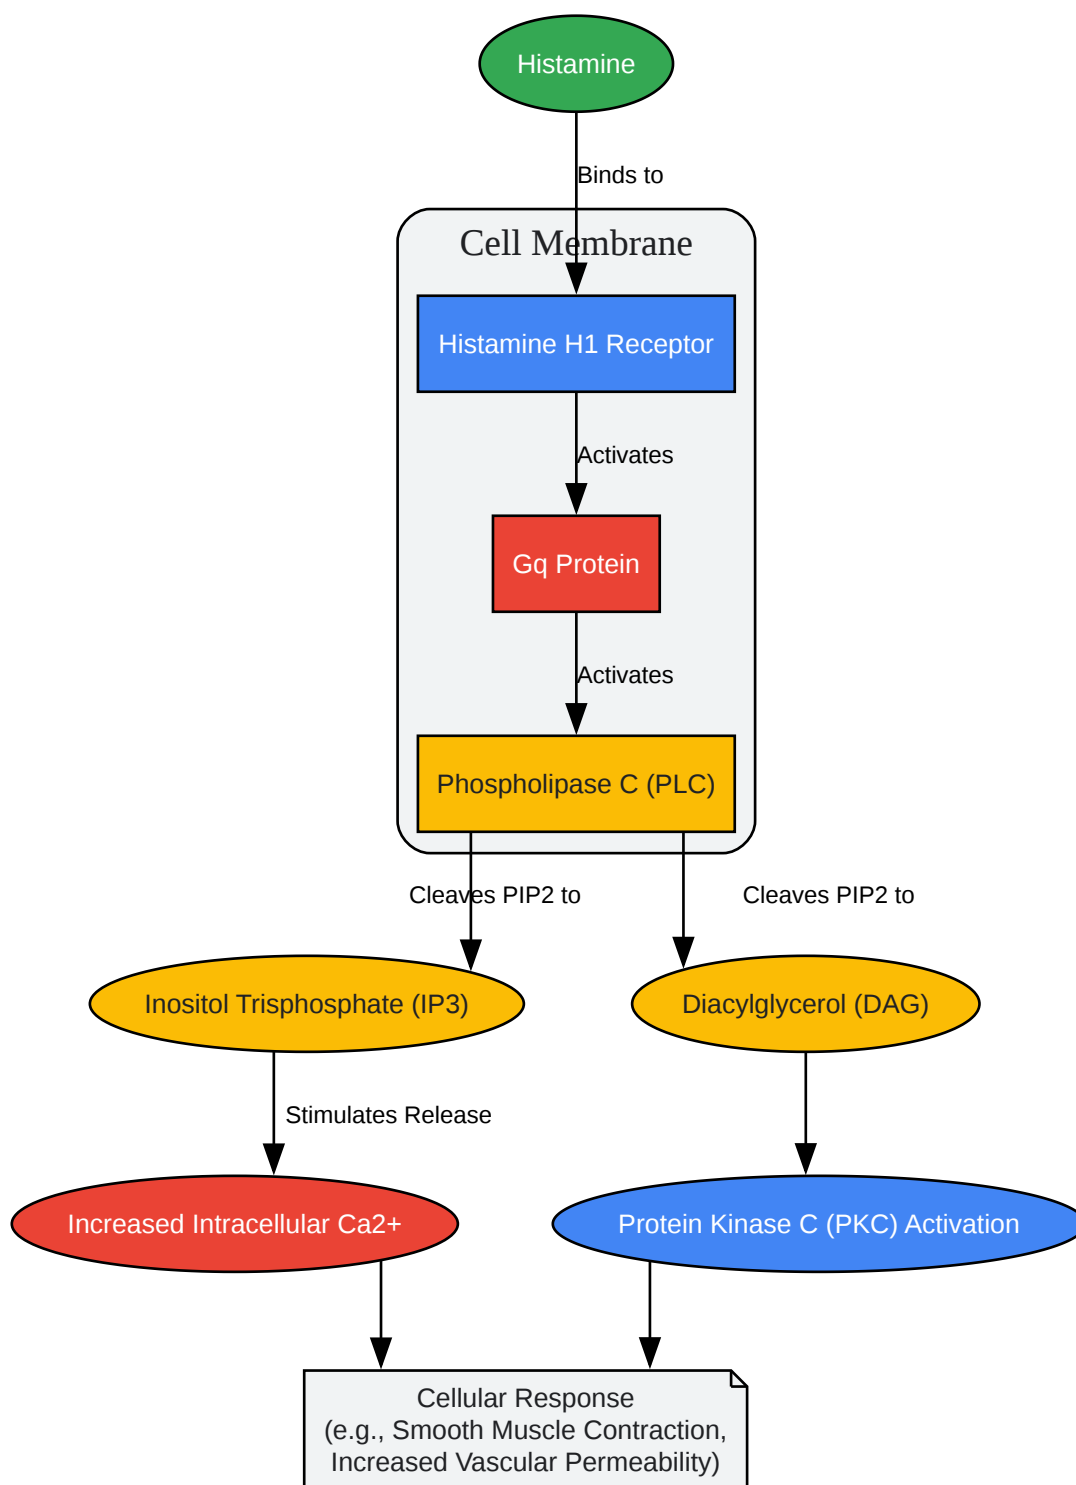 Histamine
Binds to
Cell Membrane
Histamine H1 Receptor
Activates
Gq Protein
Activates
Phospholipase C (PLC)
Cleaves PIP2 to
Cleaves PIP2 to
Inositol Trisphosphate (IP3)
Diacylglycerol (DAG)
Stimulates Release
Increased Intracellular Ca2+
Protein Kinase C (PKC) Activation
Cellular Response
(e.g., Smooth Muscle Contraction,
Increased Vascular Permeability)